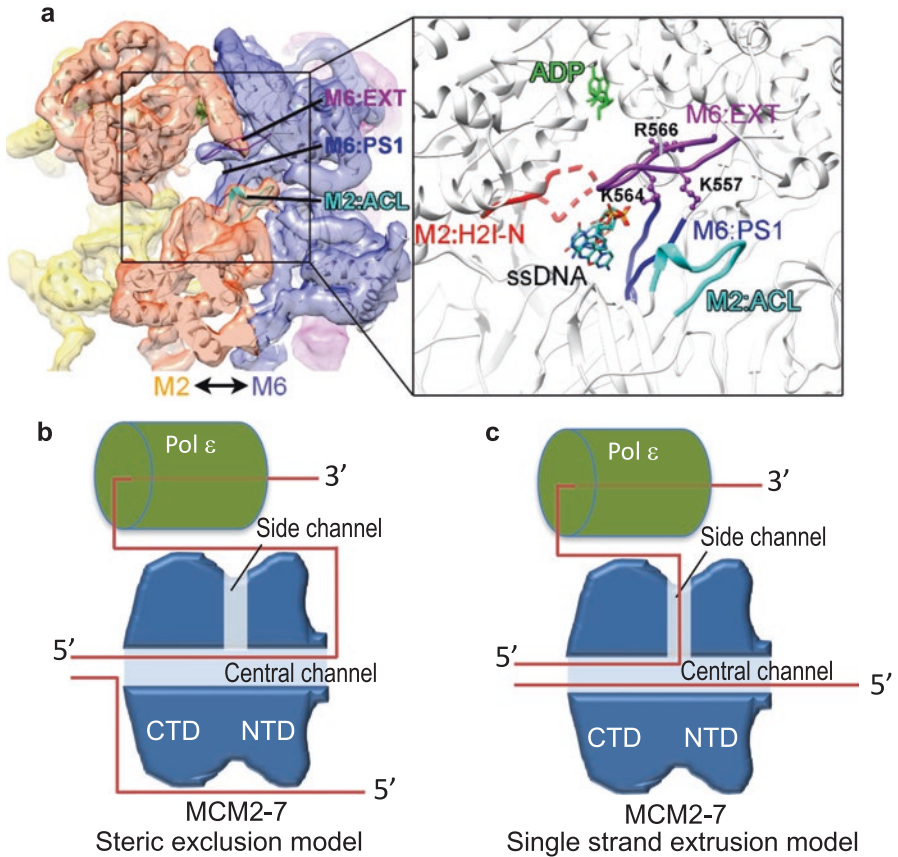 a
M6:EXT
M6:PS1
M2:ACL
M2 M6
ADP
M6:EXT
R566
K564
K557
M2:H2I-N
M6:PS1
ssDNA
M2:ACL
b
Pol ε
3’
Side channel
5’
Central channel
CTD NTD
5’
MCM2-7
Steric exclusion model
c
Pol ε
3’
Side channel
5’
Central channel
5’
CTD NTD
MCM2-7
Single strand extrusion model